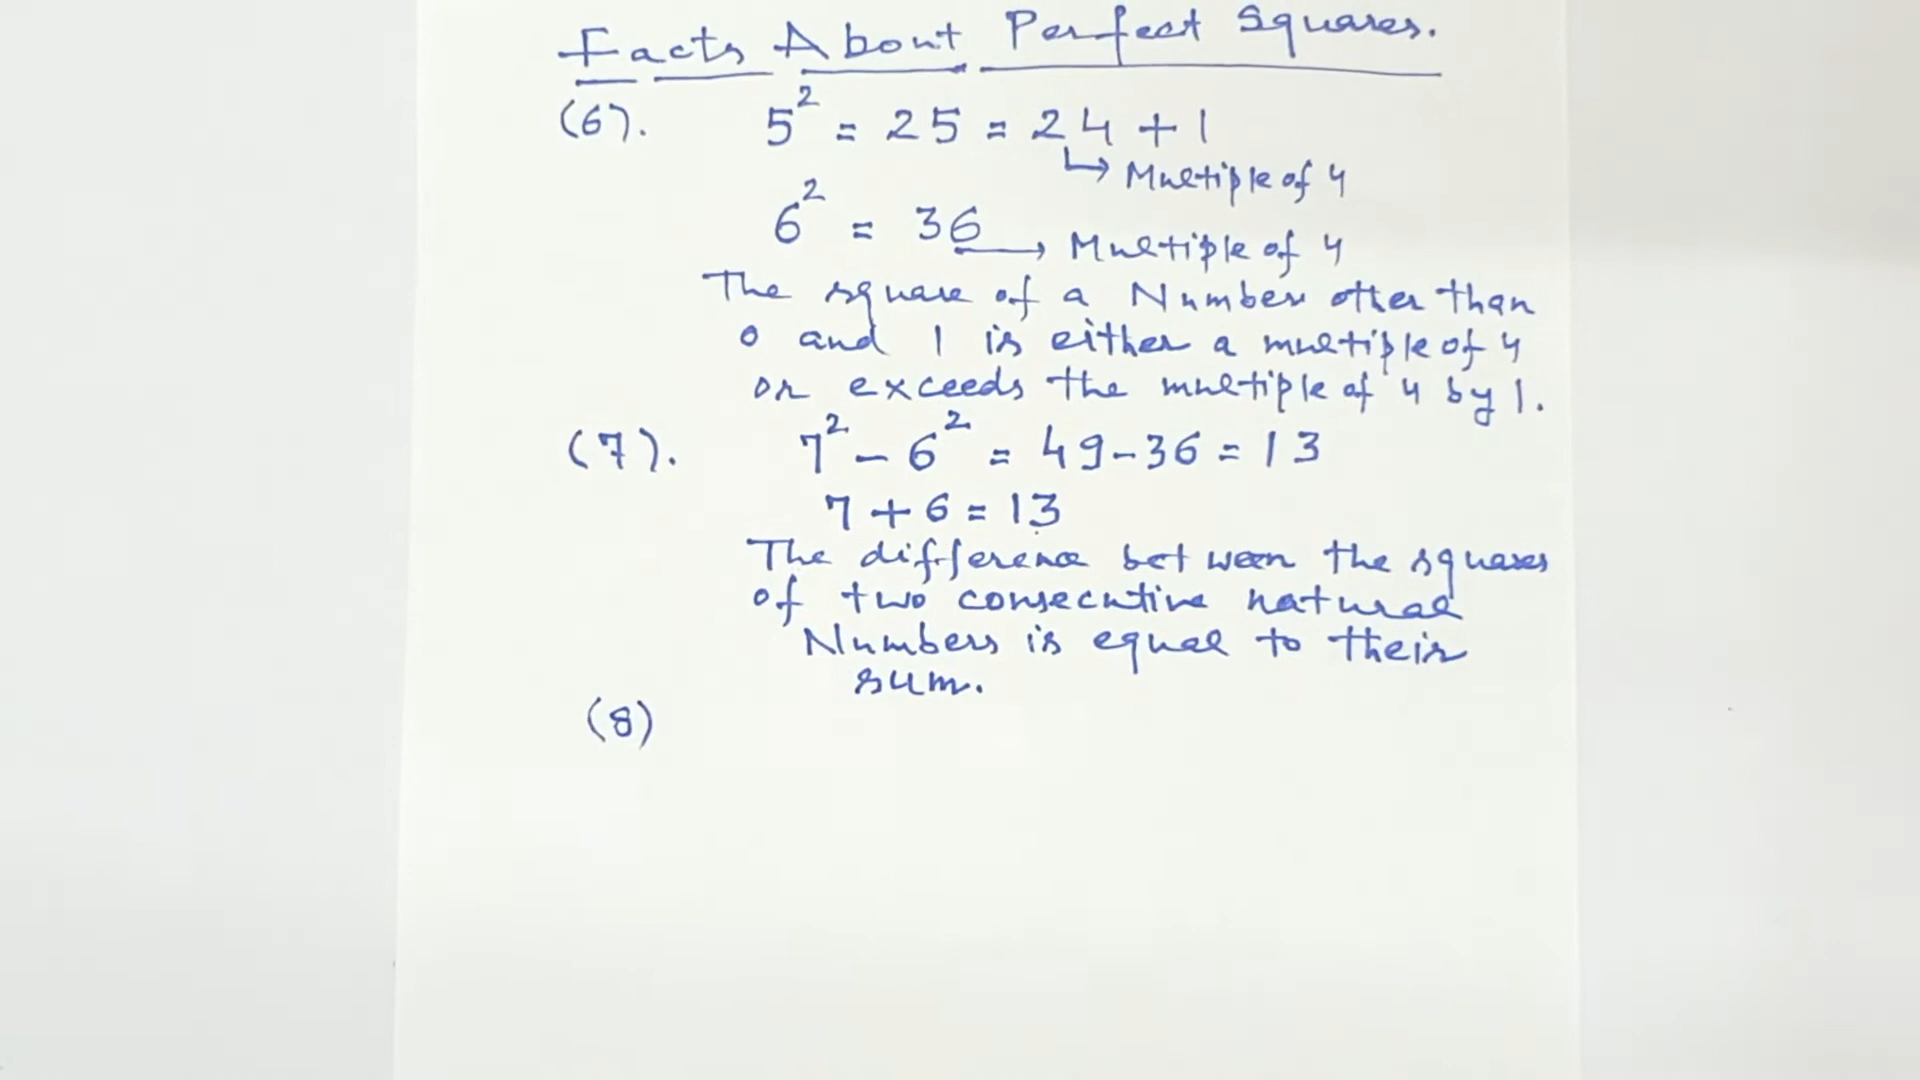 Facts About Perfect Squares.
(6). 5² = 25 = 24 + 1
↳ Multiple of 4
6² = 36 → Multiple of 4
The square of a Number other than
0 and 1 is either a multiple of 4
or exceeds the multiple of 4 by 1.
(7). 7² - 6² = 49 - 36 = 13
7 + 6 = 13
The difference between the squares
of two consecutive natural
Numbers is equal to their
sum.
(8)